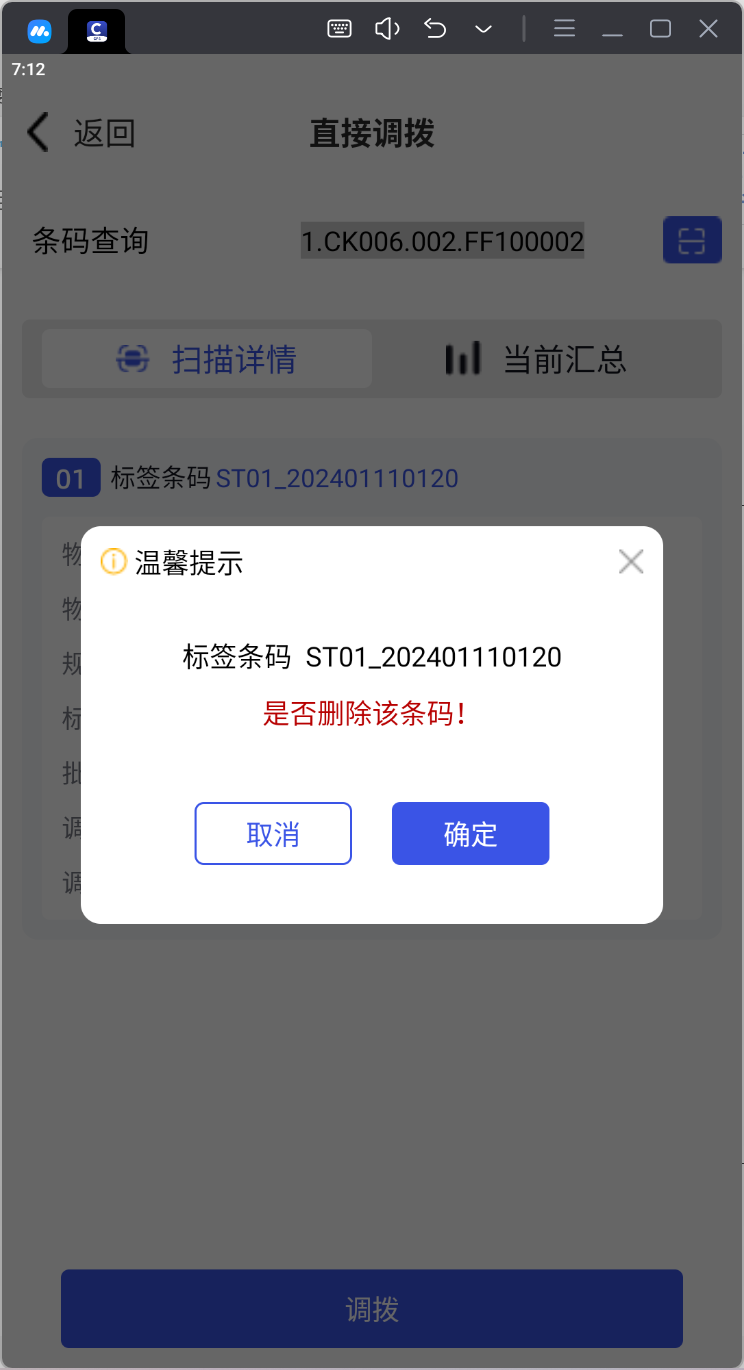 7:12
返回
直接调拨
条码查询
1.CK006.002.FF100002
扫描详情
当前汇总
01 标签条码 ST01_202401110120
物
物
规
标
批
调
调
温馨提示
标签条码 ST01_202401110120
是否删除该条码!
取消
确定
调拨